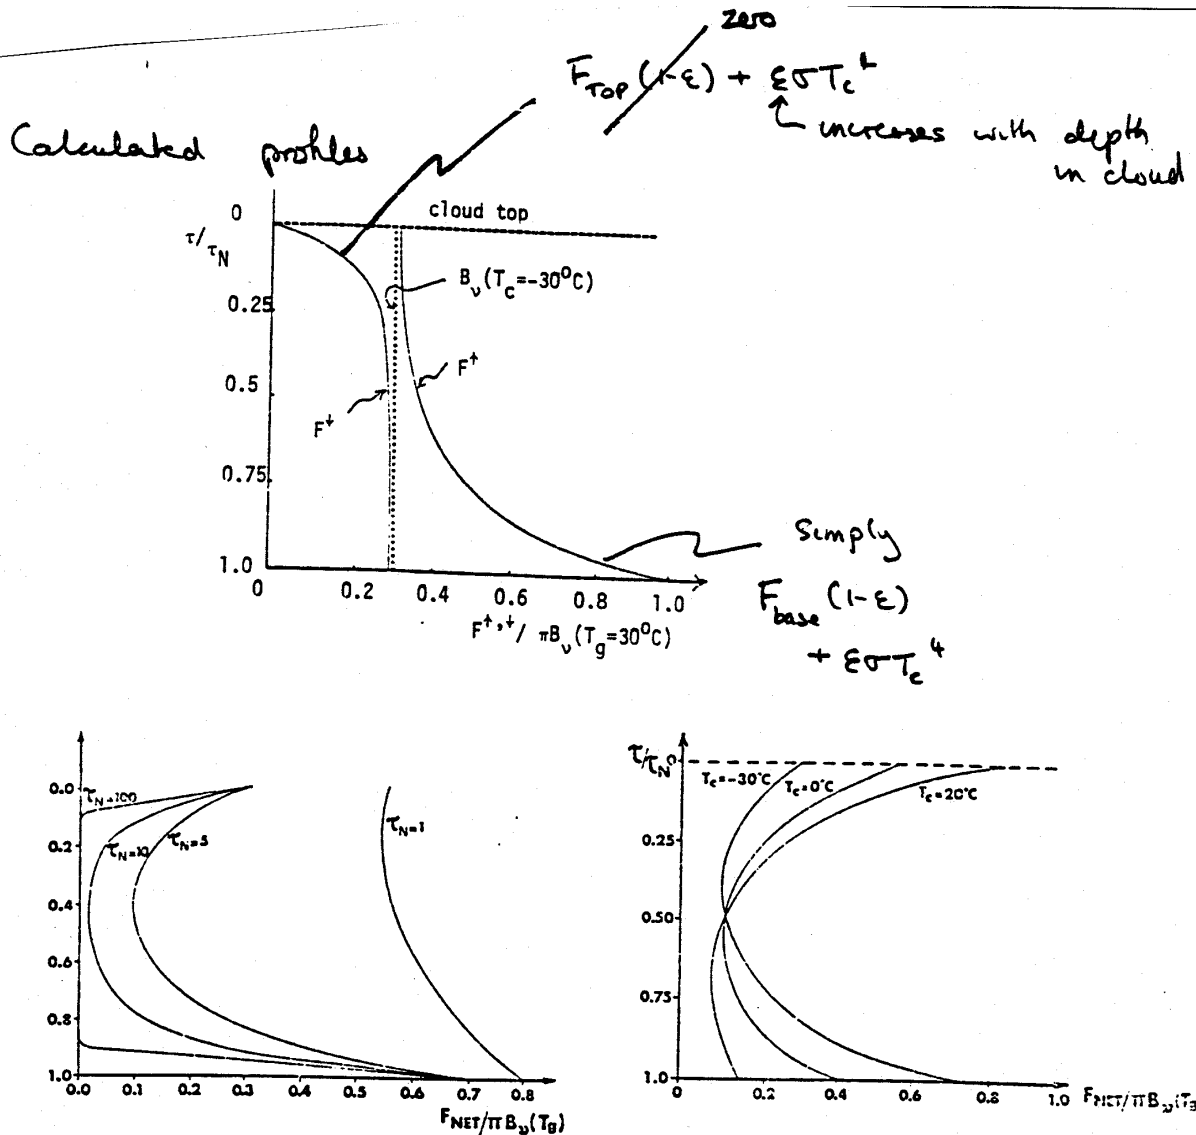 zero
F_TOP (1-ε) + εσT_c^4
increases with depth
in cloud
Calculated profiles
0
cloud top
τ/τ_N
B_ν(T_c=-30⁰C)
0.25
F↑
0.5
F↓
0.75
1.0
0 0.2 0.4 0.6 0.8 1.0
F↑,↓/ πB_ν(T_g=30⁰C)
Simply
F_base (1-ε)
+ εσT_c^4
0.0
τ_N=100
τ_N=10
τ_N=5
τ_N=1
0.2
0.4
0.6
0.8
1.0
0.0 0.1 0.2 0.3 0.4 0.5 0.6 0.7 0.8
F_NET/πB_ν(T_g)
τ/τ_N 0
T_c=-30°C
T_c=0°C
T_c=20°C
0.25
0.50
0.75
1.0
0 0.2 0.4 0.6 0.8 1.0
F_NET/πB_ν(T_g